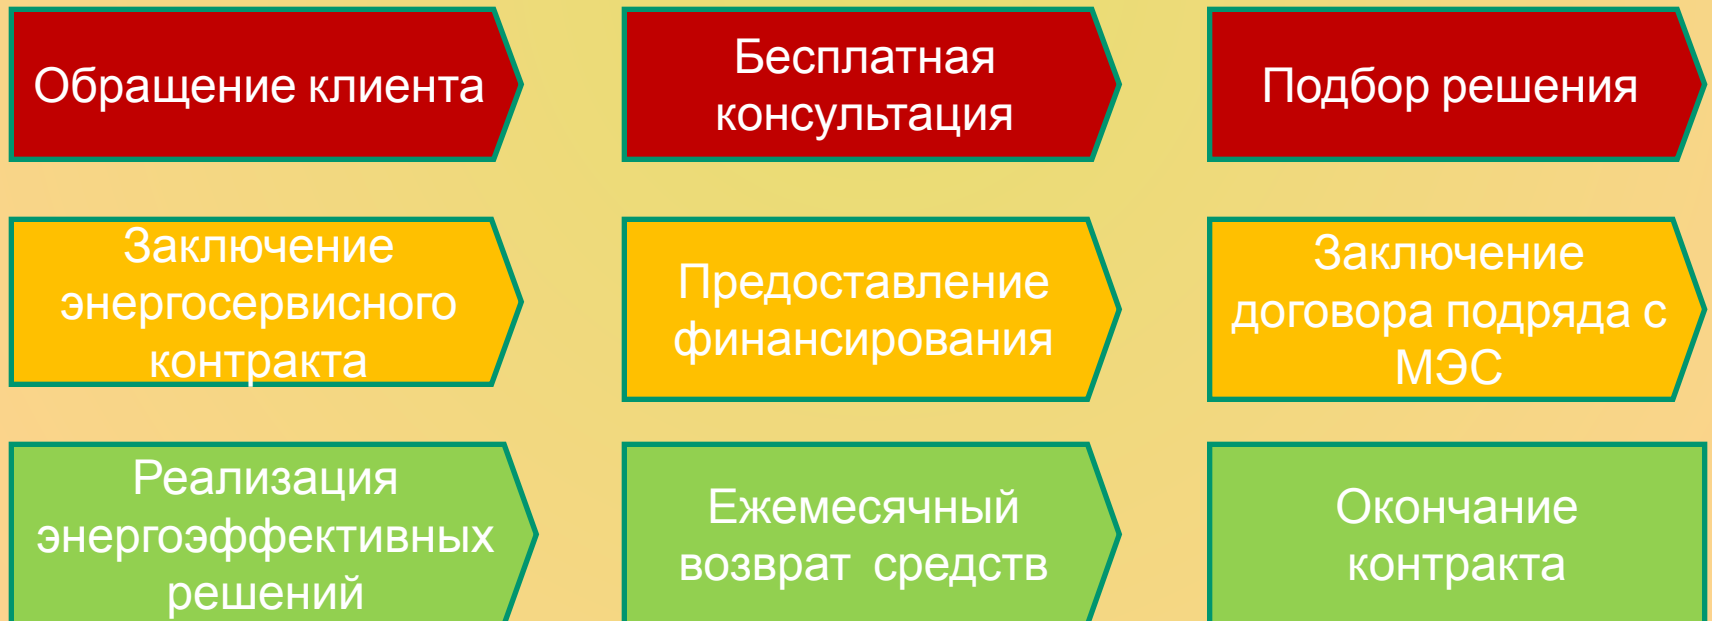 Обращение клиента
Бесплатная
консультация
Подбор решения
Заключение
энергосервисного
контракта
Предоставление
финансирования
Заключение
договора подряда с
МЭС
Реализация
энергоэффективных
решений
Ежемесячный
возврат  средств
Окончание
контракта